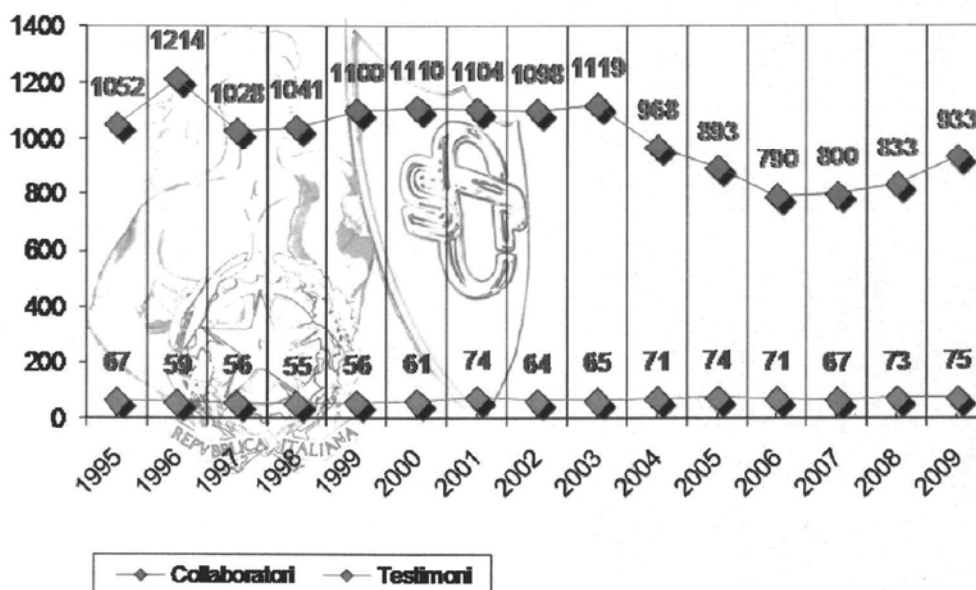 1400
1200
1000
800
600
400
200
0
1052 1214 1028 1041 1100 1110 1104 1098 1119 968 893 790 800 833 933
67 59 56 55 56 61 74 64 65 71 74 71 67 73 75
REPVBBLICA ITALIANA
1995 1996 1997 1998 1999 2000 2001 2002 2003 2004 2005 2006 2007 2008 2009
Collaboratori Testimoni